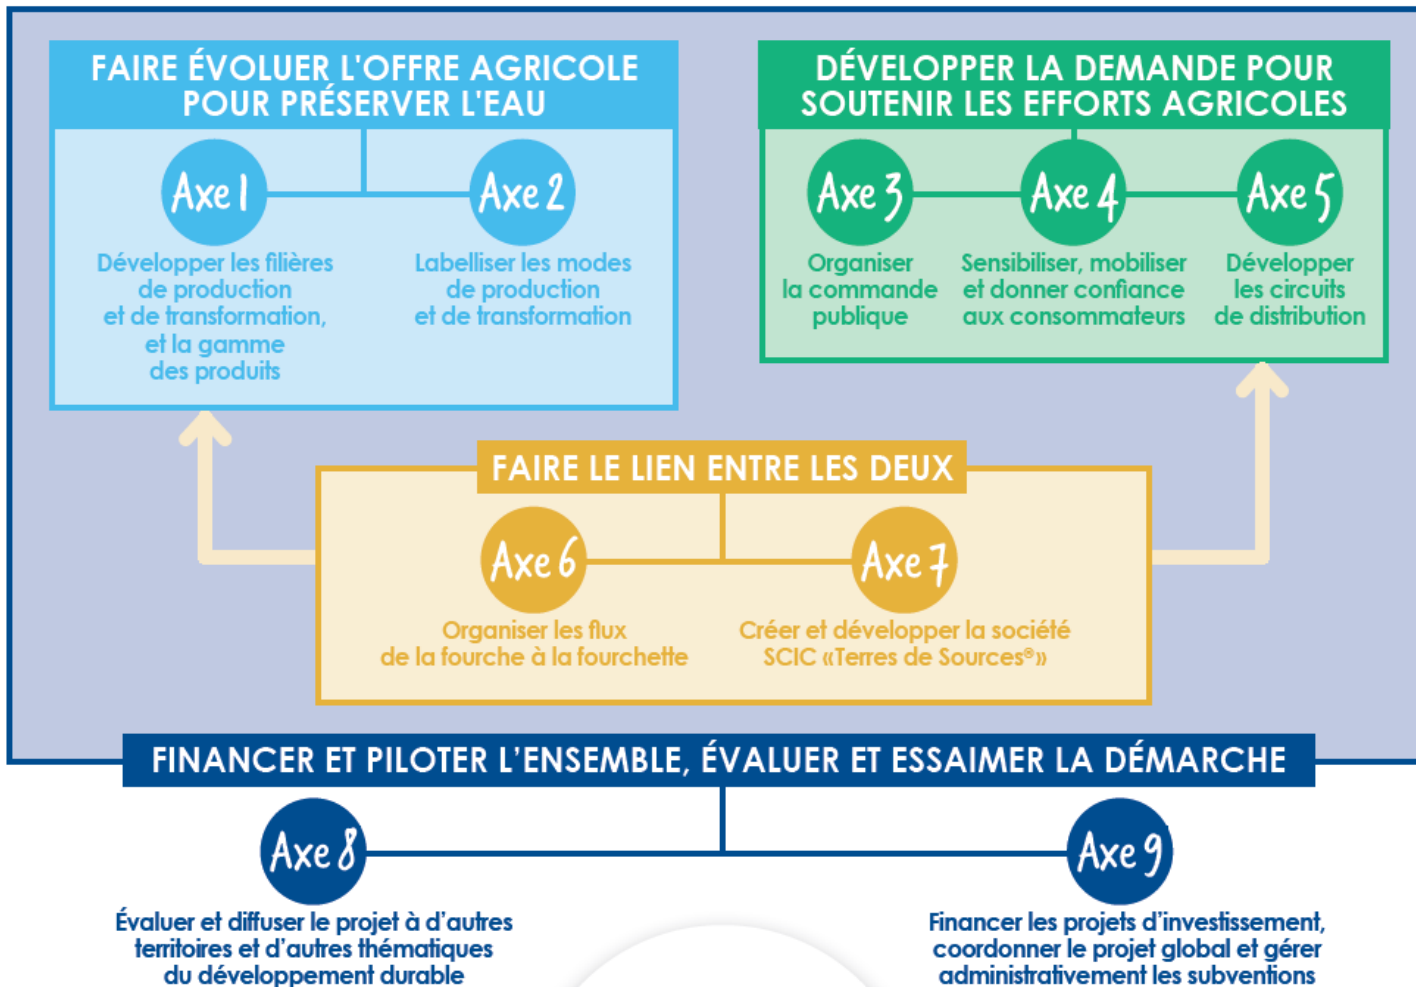 FAIRE ÉVOLUER L'OFFRE AGRICOLE
POUR PRÉSERVER L'EAU
Axe 1
Développer les filières
de production
et de transformation,
et la gamme
des produits
Axe 2
Labelliser les modes
de production
et de transformation
DÉVELOPPER LA DEMANDE POUR
SOUTENIR LES EFFORTS AGRICOLES
Axe 3
Organiser
la commande
publique
Axe 4
Sensibiliser, mobiliser
et donner confiance
aux consommateurs
Axe 5
Développer
les circuits
de distribution
FAIRE LE LIEN ENTRE LES DEUX
Axe 6
Organiser les flux
de la fourche à la fourchette
Axe 7
Créer et développer la société
SCIC «Terres de Sources®»
FINANCER ET PILOTER L'ENSEMBLE, ÉVALUER ET ESSAIMER LA DÉMARCHE
Axe 8
Évaluer et diffuser le projet à d'autres
territoires et d'autres thématiques
du développement durable
Axe 9
Financer les projets d'investissement,
coordonner le projet global et gérer
administrativement les subventions